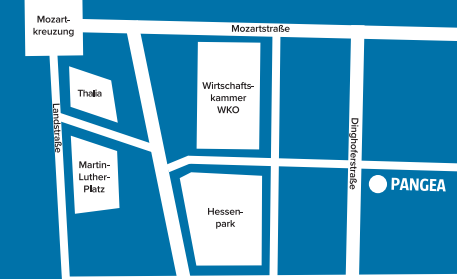 Mozart-
kreuzung
Mozartstraße
Thalia
Wirtschafts-
kammer
WKO
Landstraße
Dinghoferstraße
Martin-
Luther-
Platz
PANGEA
Hessen-
park